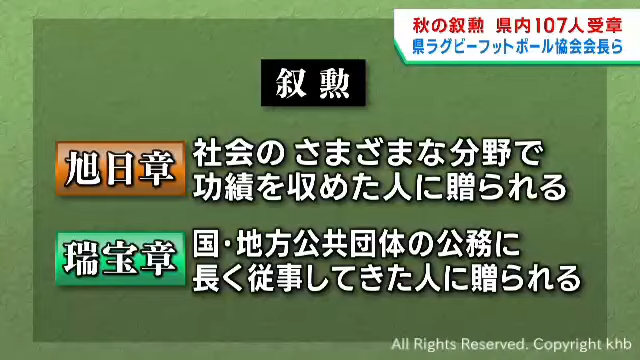 秋の叙勲 県内107人受章
県ラグビーフットボール協会会長ら
叙勲
旭日章
社会の さまざまな分野で
功績を収めた人に贈られる
瑞宝章
国・地方公共団体の公務に
長く従事してきた人に贈られる
All Rights Reserved. Copyright khb